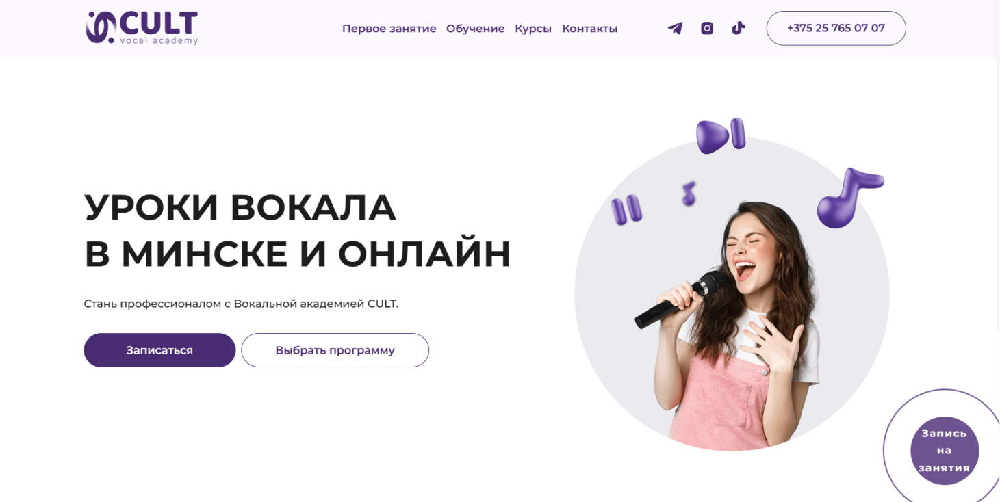 CULT
vocal academy
Первое занятие Обучение Курсы Контакты
+375 25 765 07 07
УРОКИ ВОКАЛА
В МИНСКЕ И ОНЛАЙН
Стань профессионалом с Вокальной академией CULT.
Записаться
Выбрать программу
Запись
на
занятия